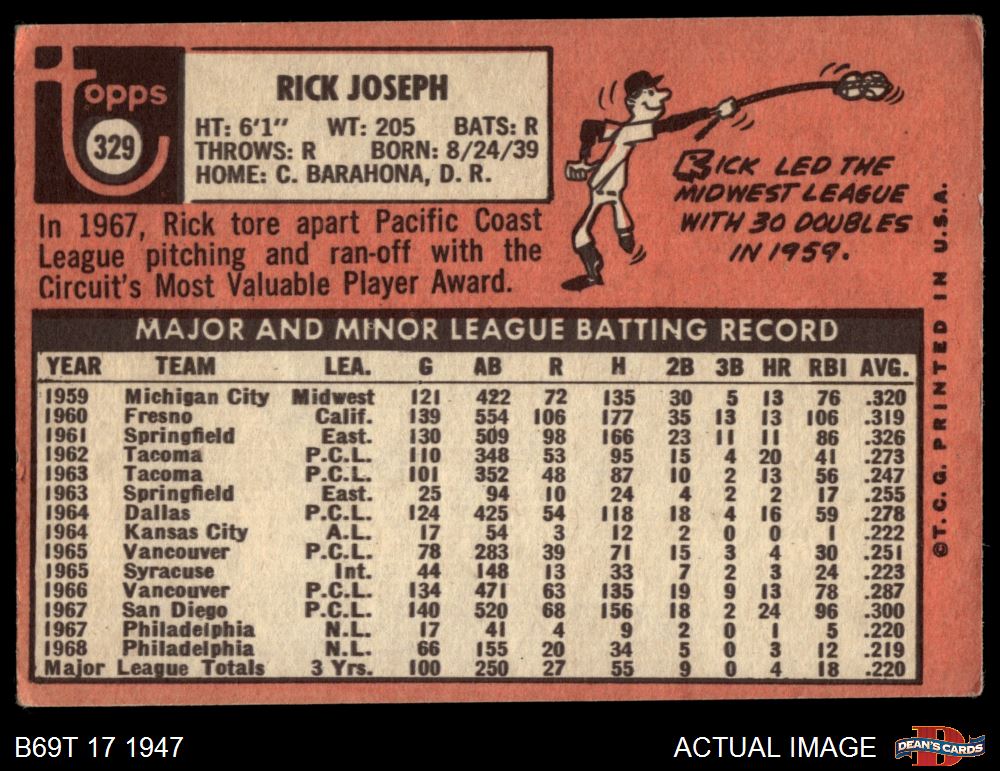 topps
329
RICK JOSEPH
HT: 6'1" WT: 205 BATS: R
THROWS: R BORN: 8/24/39
HOME: C. BARAHONA, D. R.
In 1967, Rick tore apart Pacific Coast
League pitching and ran-off with the
Circuit's Most Valuable Player Award.
RICK LED THE
MIDWEST LEAGUE
WITH 30 DOUBLES
IN 1959.
MAJOR AND MINOR LEAGUE BATTING RECORD
YEAR TEAM LEA. G AB R H 2B 3B HR RBI AVG.
1959 Michigan City Midwest 121 422 72 135 30 5 13 76 .320
1960 Fresno Calif. 139 554 106 177 35 13 13 106 .319
1961 Springfield East. 130 509 98 166 23 11 11 86 .326
1962 Tacoma P.C.L. 110 348 53 95 15 4 20 41 .273
1963 Tacoma P.C.L. 101 352 48 87 10 2 13 56 .247
1963 Springfield East. 25 94 10 24 4 2 2 17 .255
1964 Dallas P.C.L. 124 425 54 118 18 4 16 59 .278
1964 Kansas City A.L. 17 54 3 12 2 0 0 1 .222
1965 Vancouver P.C.L. 78 283 39 71 15 3 4 30 .251
1965 Syracuse Int. 44 148 13 33 7 2 3 24 .223
1966 Vancouver P.C.L. 134 471 63 135 19 9 13 78 .287
1967 San Diego P.C.L. 140 520 68 156 18 2 24 96 .300
1967 Philadelphia N.L. 17 41 4 9 2 0 1 5 .220
1968 Philadelphia N.L. 66 155 20 34 5 0 3 12 .219
Major League Totals 3 Yrs. 100 250 27 55 9 0 4 18 .220
©T.C.G. PRINTED IN U.S.A.
B69T 17 1947
ACTUAL IMAGE
DEAN'S CARDS